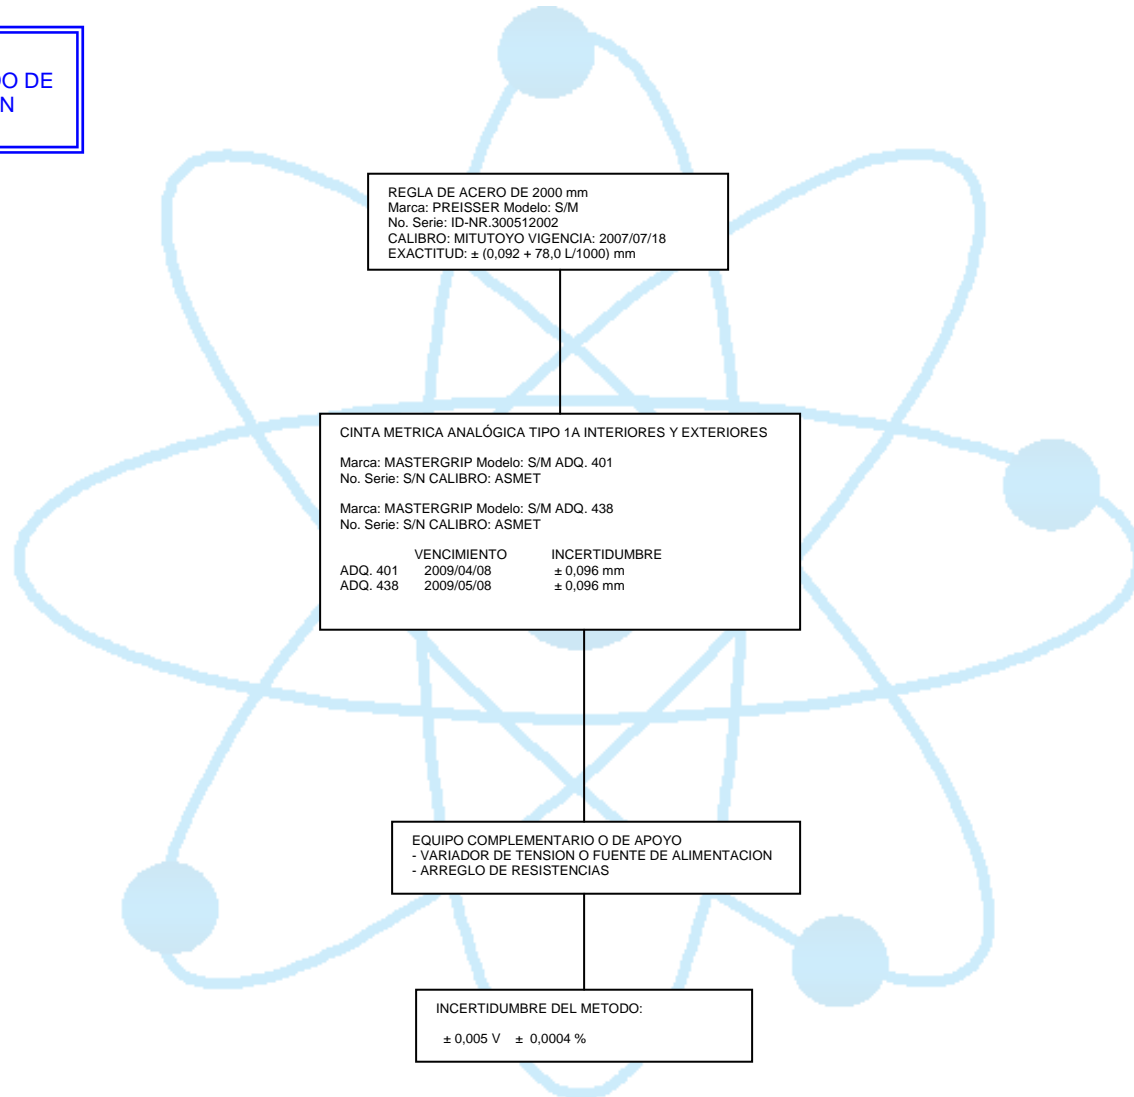 DE
REGLA DE ACERO DE 2000 mm
Marca: PREISSER Modelo: S/M
No. Serie: ID-NR.300512002
CALIBRO: MITUTOYO VIGENCIA: 2007/07/18
EXACTITUD: ± (0,092 + 78,0 L/1000) mm
CINTA METRICA ANALÓGICA TIPO 1A INTERIORES Y EXTERIORES
Marca: MASTERGRIP Modelo: S/M ADQ. 401
No. Serie: S/N CALIBRO: ASMET
Marca: MASTERGRIP Modelo: S/M ADQ. 438
No. Serie: S/N CALIBRO: ASMET
VENCIMIENTO INCERTIDUMBRE
ADQ. 401 2009/04/08 ± 0,096 mm
ADQ. 438 2009/05/08 ± 0,096 mm
EQUIPO COMPLEMENTARIO O DE APOYO
- VARIADOR DE TENSION O FUENTE DE ALIMENTACION
- ARREGLO DE RESISTENCIAS
INCERTIDUMBRE DEL METODO:
± 0,005 V ± 0,0004 %